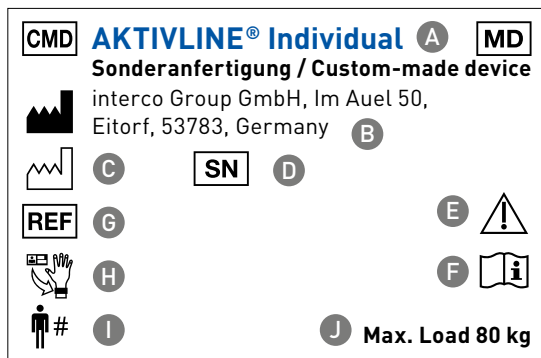 CMD AKTIVLINE® Individual A MD
Sonderanfertigung / Custom-made device
interco Group GmbH, Im Auel 50,
Eitorf, 53783, Germany B
C SN D
REF G E
H F i
# I J Max. Load 80 kg